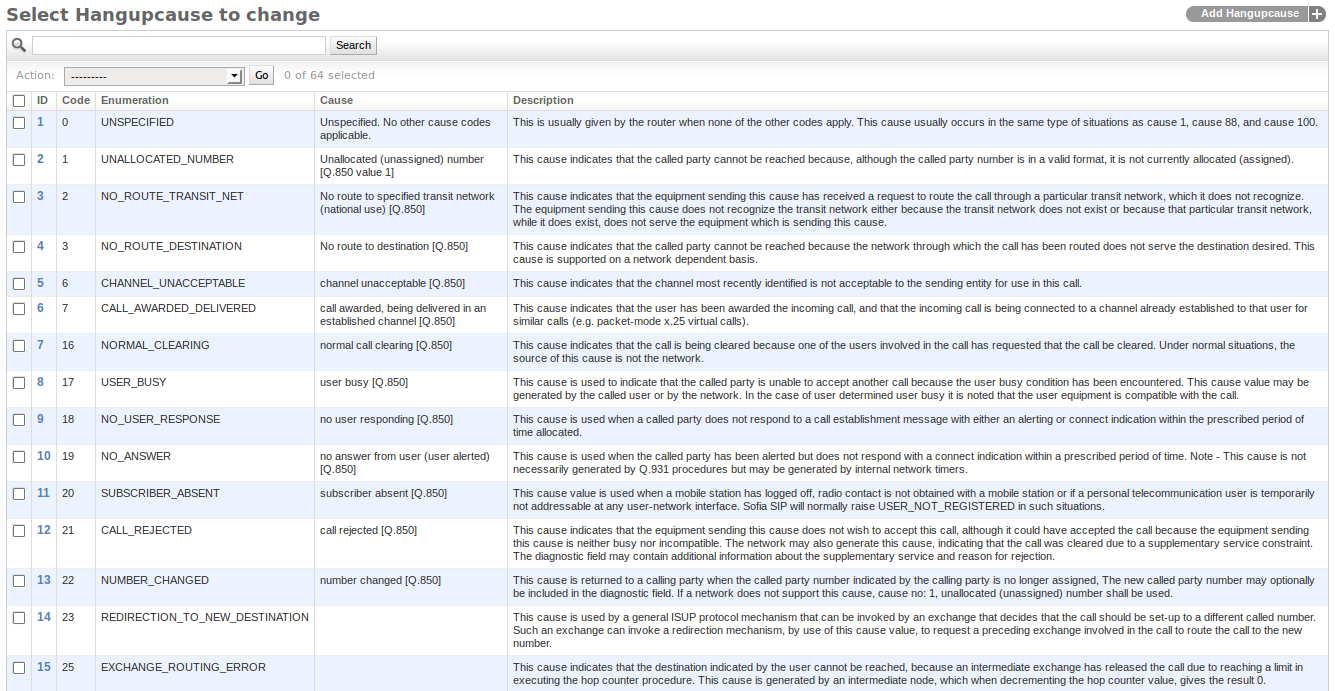 Select Hangupcause to change
Add Hangupcause
Search
Action: --------- Go 0 of 64 selected
ID Code Enumeration Cause Description
1 0 UNSPECIFIED Unspecified. No other cause codes This is usually given by the router when none of the other codes apply. This cause usually occurs in the same type of situations as cause 1, cause 88, and cause 100.
applicable.
2 1 UNALLOCATED_NUMBER Unallocated (unassigned) number This cause indicates that the called party cannot be reached because, although the called party number is in a valid format, it is not currently allocated (assigned).
[Q.850 value 1]
3 2 NO_ROUTE_TRANSIT_NET No route to specified transit network This cause indicates that the equipment sending this cause has received a request to route the call through a particular transit network, which it does not recognize.
(national use) [Q.850] The equipment sending this cause does not recognize the transit network either because the transit network does not exist or because that particular transit network,
while it does exist, does not serve the equipment which is sending this cause.
4 3 NO_ROUTE_DESTINATION No route to destination [Q.850] This cause indicates that the called party cannot be reached because the network through which the call has been routed does not serve the destination desired. This
cause is supported on a network dependent basis.
5 6 CHANNEL_UNACCEPTABLE channel unacceptable [Q.850] This cause indicates that the channel most recently identified is not acceptable to the sending entity for use in this call.
6 7 CALL_AWARDED_DELIVERED call awarded, being delivered in an This cause indicates that the user has been awarded the incoming call, and that the incoming call is being connected to a channel already established to that user for
established channel [Q.850] similar calls (e.g. packet-mode x.25 virtual calls).
7 16 NORMAL_CLEARING normal call clearing [Q.850] This cause indicates that the call is being cleared because one of the users involved in the call has requested that the call be cleared. Under normal situations, the
source of this cause is not the network.
8 17 USER_BUSY user busy [Q.850] This cause is used to indicate that the called party is unable to accept another call because the user busy condition has been encountered. This cause value may be
generated by the called user or by the network. In the case of user determined user busy it is noted that the user equipment is compatible with the call.
9 18 NO_USER_RESPONSE no user responding [Q.850] This cause is used when a called party does not respond to a call establishment message with either an alerting or connect indication within the prescribed period of
time allocated.
10 19 NO_ANSWER no answer from user (user alerted) This cause is used when the called party has been alerted but does not respond with a connect indication within a prescribed period of time. Note - This cause is not
[Q.850] necessarily generated by Q.931 procedures but may be generated by internal network timers.
11 20 SUBSCRIBER_ABSENT subscriber absent [Q.850] This cause value is used when a mobile station has logged off, radio contact is not obtained with a mobile station or if a personal telecommunication user is temporarily
not addressable at any user-network interface. Sofia SIP will normally raise USER_NOT_REGISTERED in such situations.
12 21 CALL_REJECTED call rejected [Q.850] This cause indicates that the equipment sending this cause does not wish to accept this call, although it could have accepted the call because the equipment sending
this cause is neither busy nor incompatible. The network may also generate this cause, indicating that the call was cleared due to a supplementary service constraint.
The diagnostic field may contain additional information about the supplementary service and reason for rejection.
13 22 NUMBER_CHANGED number changed [Q.850] This cause is returned to a calling party when the called party number indicated by the calling party is no longer assigned, The new called party number may optionally
be included in the diagnostic field. If a network does not support this cause, cause no: 1, unallocated (unassigned) number shall be used.
14 23 REDIRECTION_TO_NEW_DESTINATION This cause is used by a general ISUP protocol mechanism that can be invoked by an exchange that decides that the call should be set-up to a different called number.
Such an exchange can invoke a redirection mechanism, by use of this cause value, to request a preceding exchange involved in the call to route the call to the new
number.
15 25 EXCHANGE_ROUTING_ERROR This cause indicates that the destination indicated by the user cannot be reached, because an intermediate exchange has released the call due to reaching a limit in
executing the hop counter procedure. This cause is generated by an intermediate node, which when decrementing the hop counter value, gives the result 0.